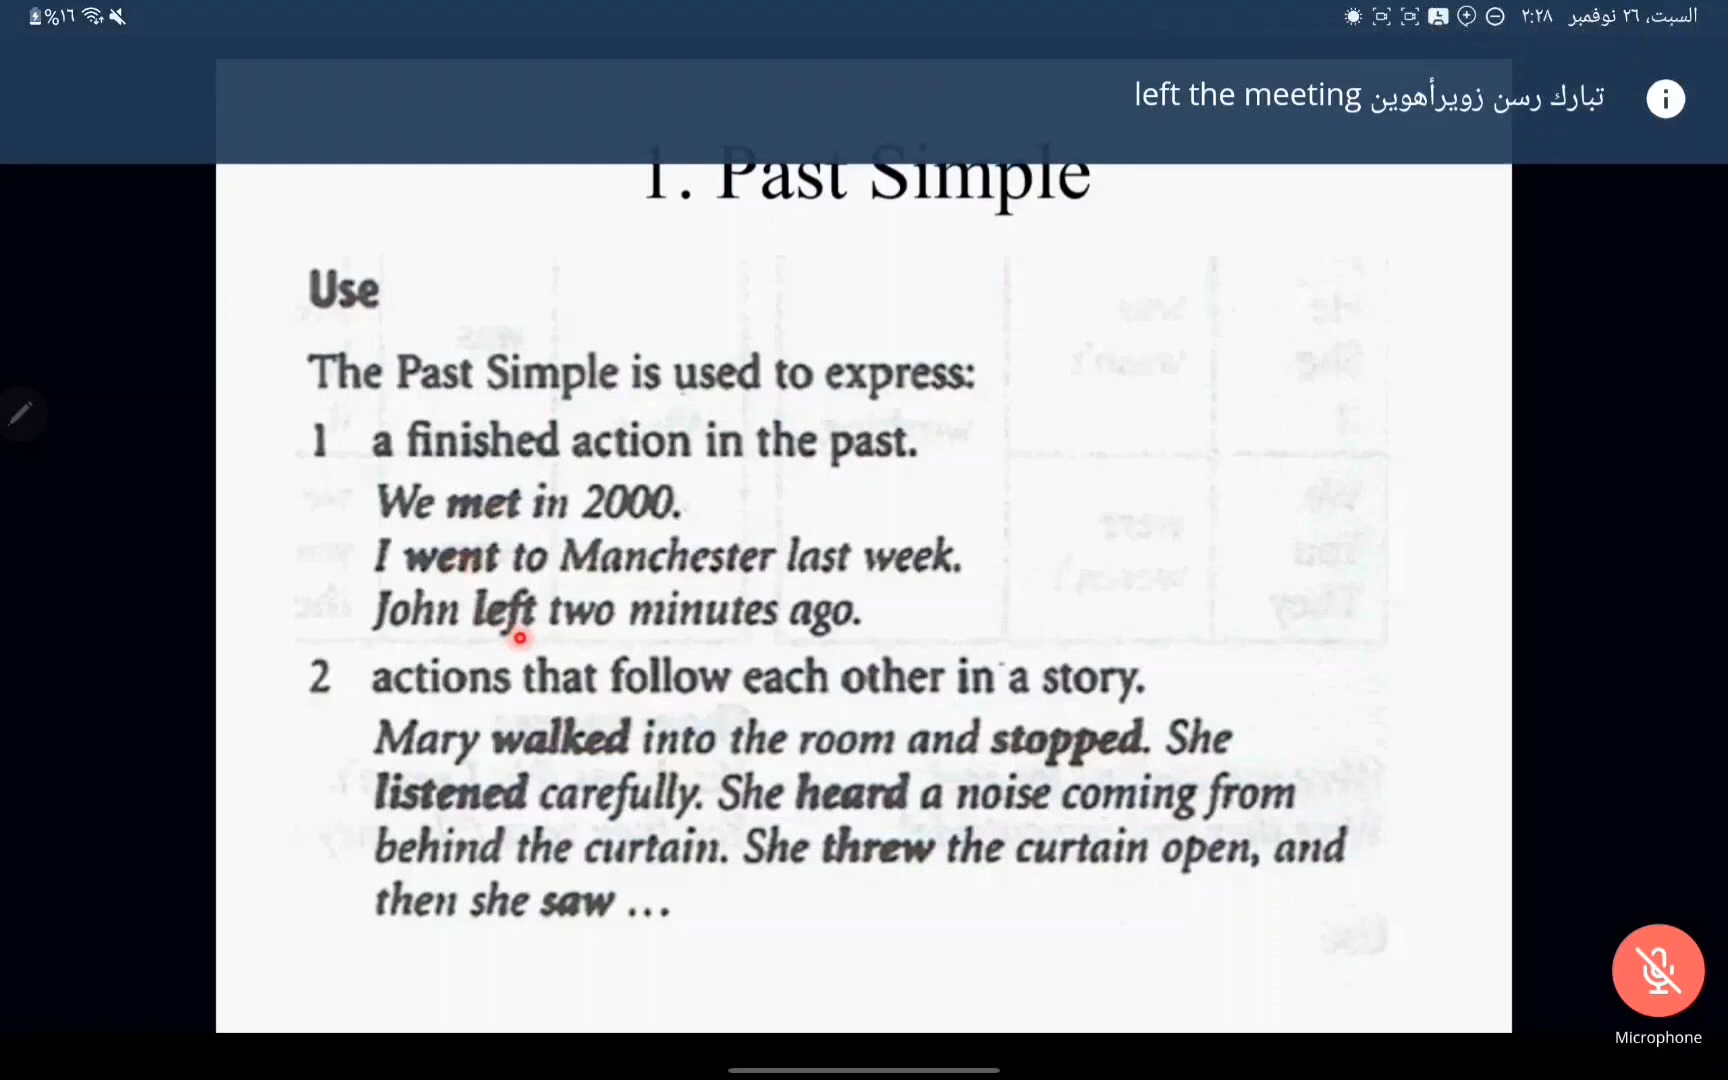 %١٦
السبت، ٢٦ نوفمبر ٢:٢٨
تبارك رسن زويرأهوين left the meeting
1. Past Simple
Use
The Past Simple is used to express:
1 a finished action in the past.
We met in 2000.
I went to Manchester last week.
John left two minutes ago.
2 actions that follow each other in a story.
Mary walked into the room and stopped. She
listened carefully. She heard a noise coming from
behind the curtain. She threw the curtain open, and
then she saw ...
Microphone